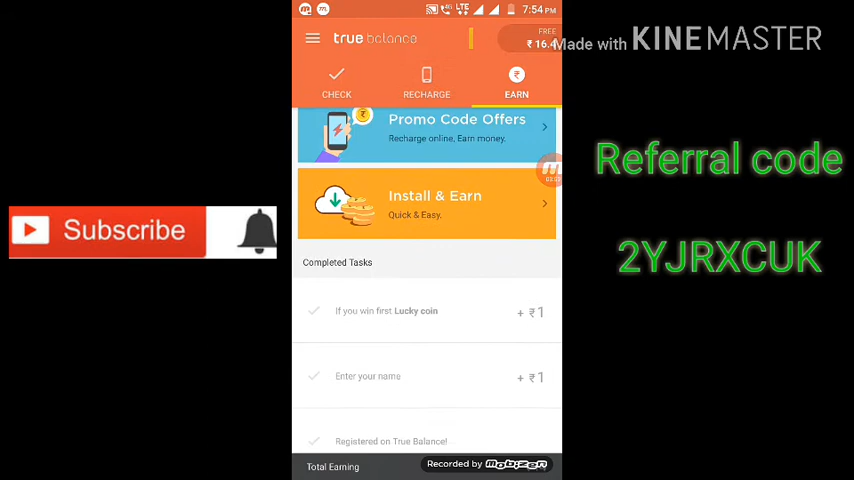 7:54 PM
true balance
FREE
₹ 16.4
Made with KINEMASTER
CHECK
RECHARGE
EARN
Promo Code Offers
Recharge online, Earn money.
Install & Earn
Quick & Easy.
Referral code
2YJRXCUK
Subscribe
Completed Tasks
If you win first Lucky coin
+ ₹1
Enter your name
+ ₹1
Registered on True Balance!
Total Earning
Recorded by mobizen